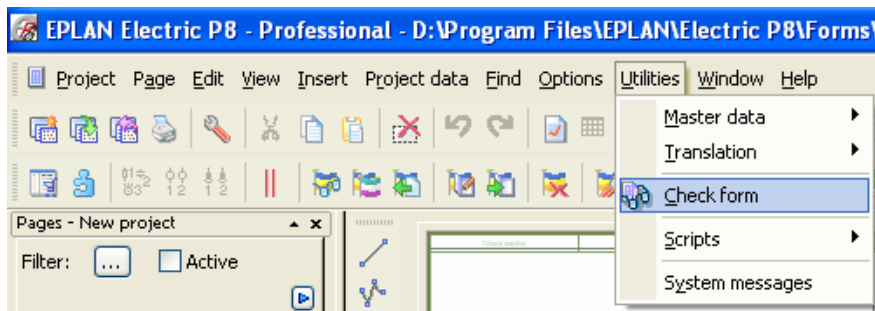 EPLAN Electric P8 - Professional - D:\Program Files\EPLAN\Electric P8\Forms\
Project Page Edit View Insert Project data Find Options Utilities Window Help
Master data
Translation
Check form
Scripts
System messages
Pages - New project
Filter: ... Active